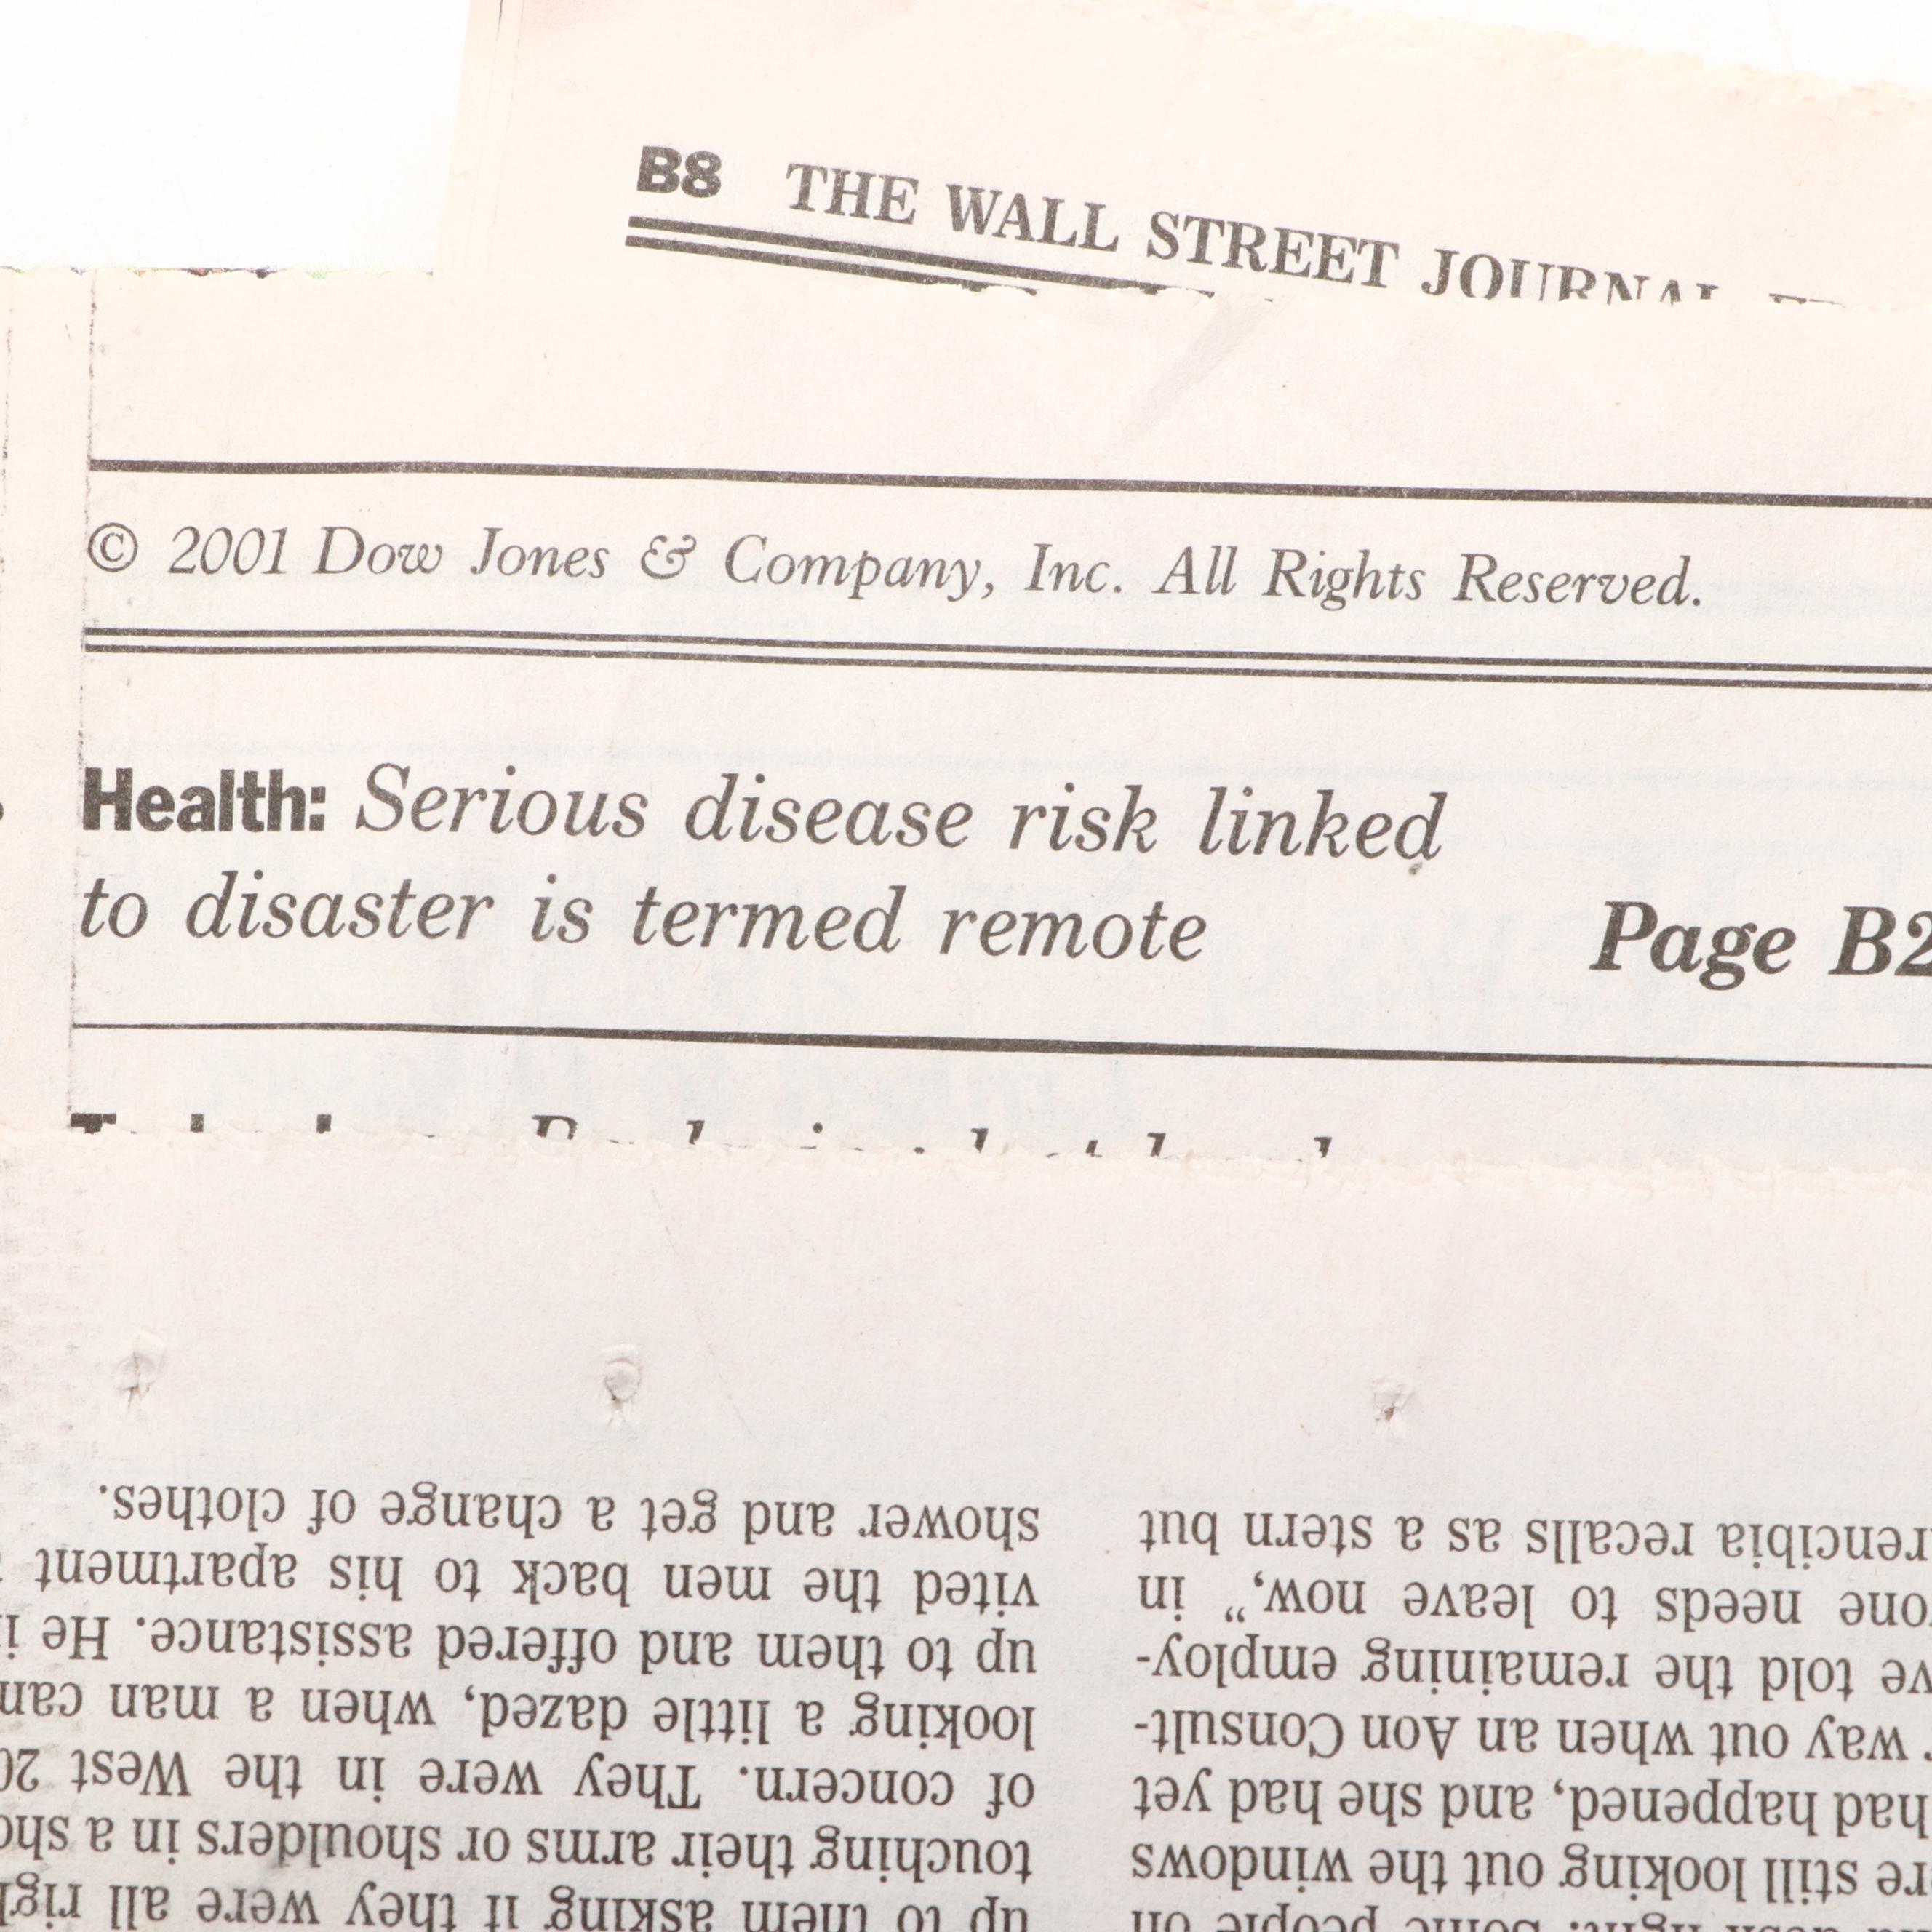 B8 THE WALL STREET JOURNAL
© 2001 Dow Jones & Company, Inc. All Rights Reserved.
Health: Serious disease risk linked
to disaster is termed remote
Page B2
Some people on
still looking out the windows
had happened, and she had yet
way out when an Aon Consult-
told the remaining employ-
one needs to leave now,” in
rencibia recalls as a stern but
up to them asking if they were all
touching their arms or shoulders in a
of concern. They were in the West 20
looking a little dazed, when a man
up to them and offered assistance. He
vited the men back to his apartment
shower and get a change of clothes.